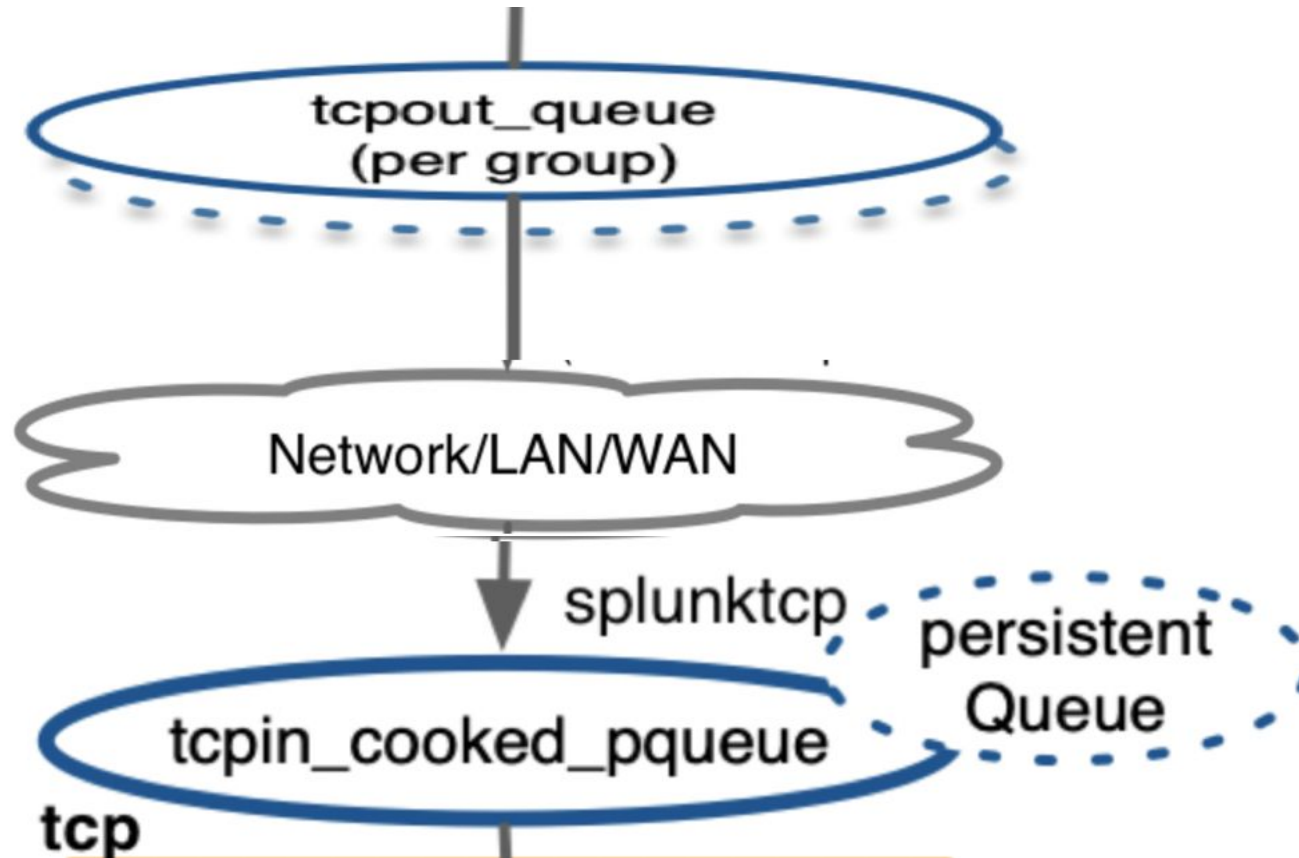 tcpout_queue
(per group)
Network/LAN/WAN
splunktcp
persistent
Queue
tcpin_cooked_pqueue
tcp